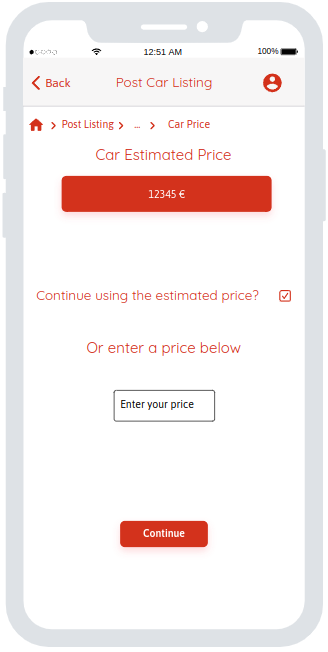 12:51 AM
100%
Back
Post Car Listing
Post Listing
...
Car Price
Car Estimated Price
12345 €
Continue using the estimated price?
Or enter a price below
Enter your price
Continue